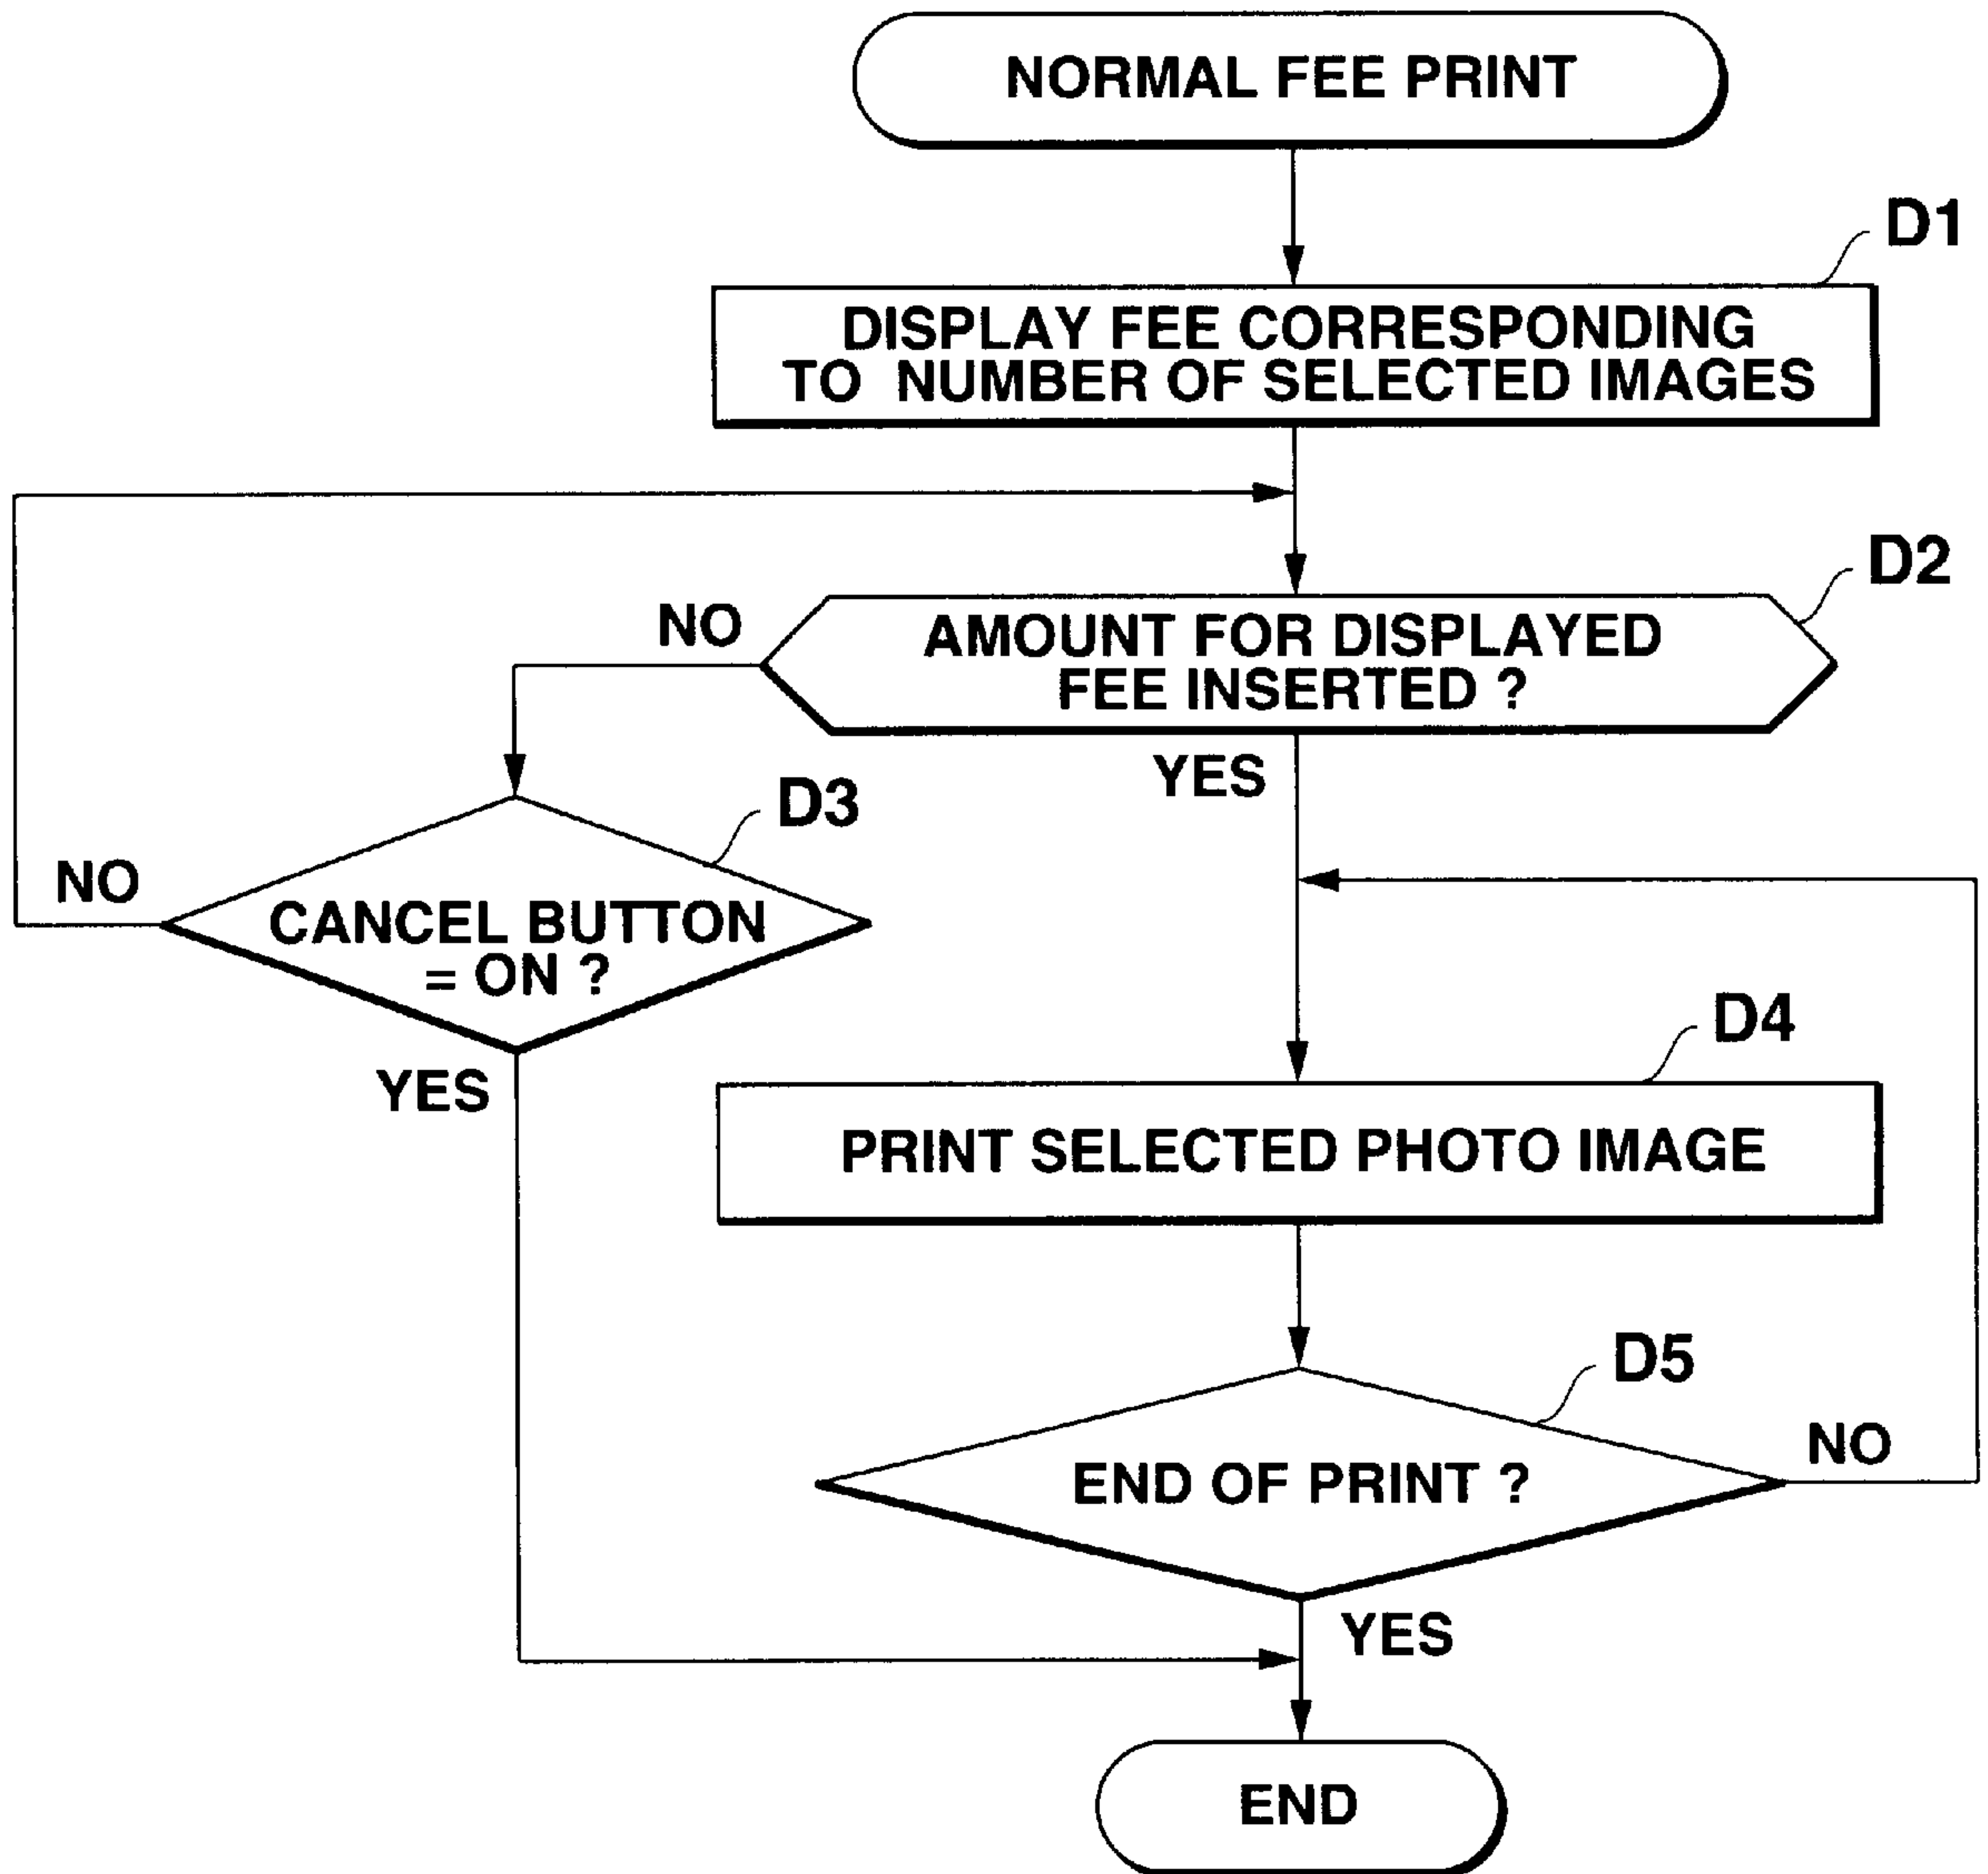 NORMAL FEE PRINT
D1
DISPLAY FEE CORRESPONDING
TO NUMBER OF SELECTED IMAGES
D2
NO
AMOUNT FOR DISPLAYED
FEE INSERTED ?
YES
D3
NO
CANCEL BUTTON
= ON ?
YES
D4
PRINT SELECTED PHOTO IMAGE
D5
NO
END OF PRINT ?
YES
END